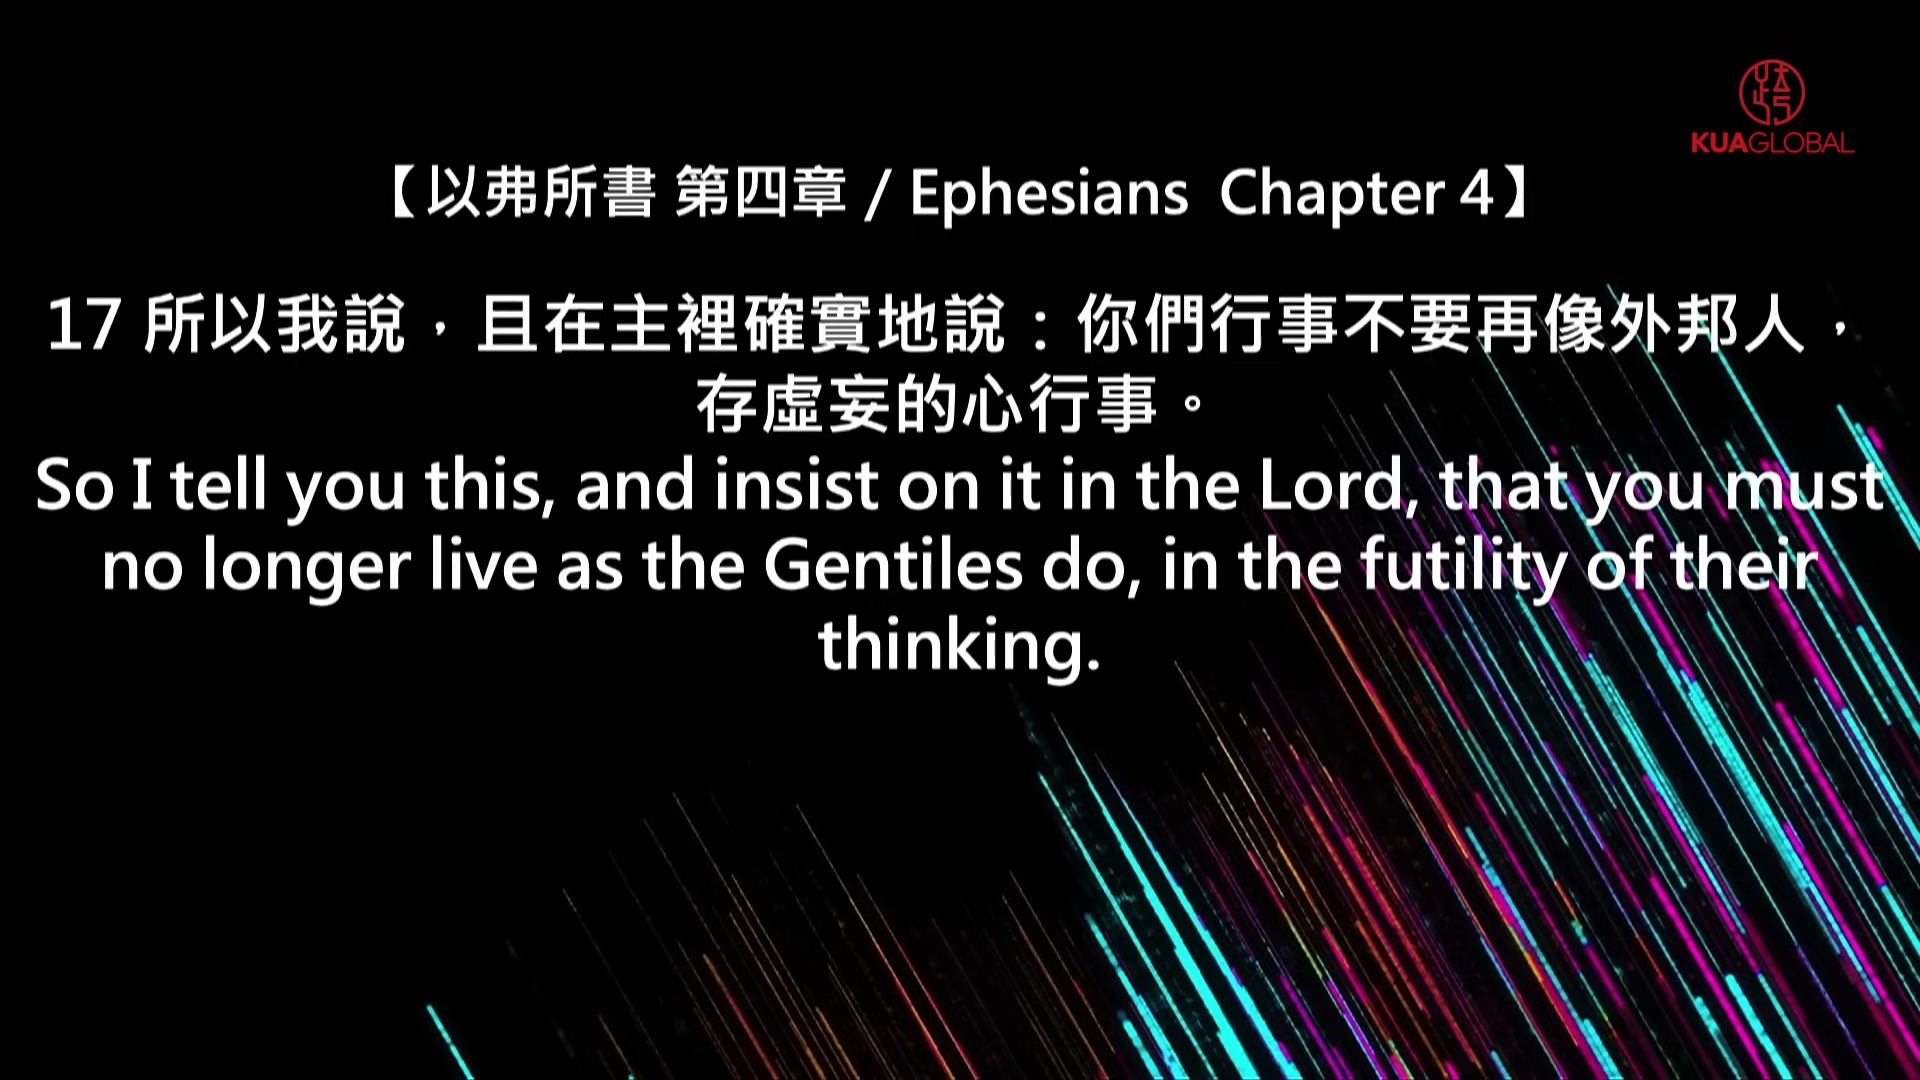 KUAGLOBAL
【以弗所書 第四章 / Ephesians Chapter 4】
17 所以我說，且在主裡確實地說：你們行事不要再像外邦人，
存虛妄的心行事。
So I tell you this, and insist on it in the Lord, that you must
no longer live as the Gentiles do, in the futility of their
thinking.